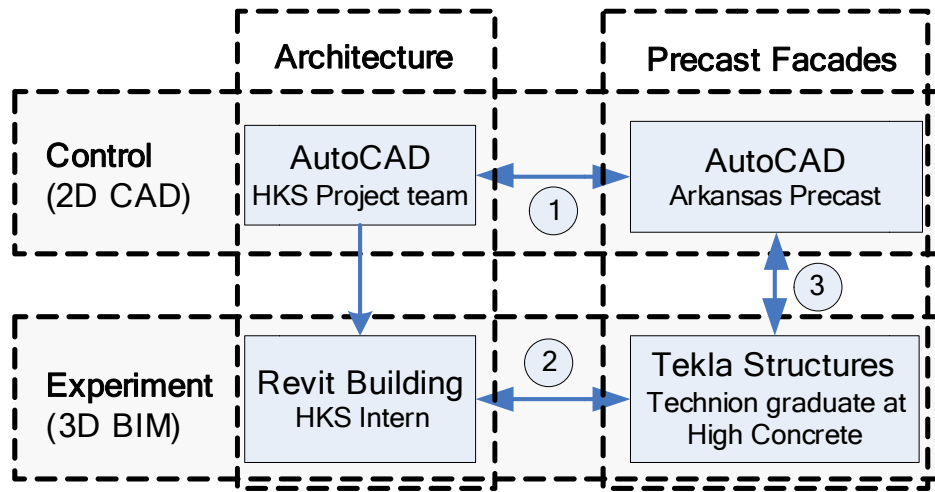 Architecture
Precast Facades
Control
(2D CAD)
AutoCAD
HKS Project team
1
AutoCAD
Arkansas Precast
3
Experiment
(3D BIM)
Revit Building
HKS Intern
2
Tekla Structures
Technion graduate at
High Concrete